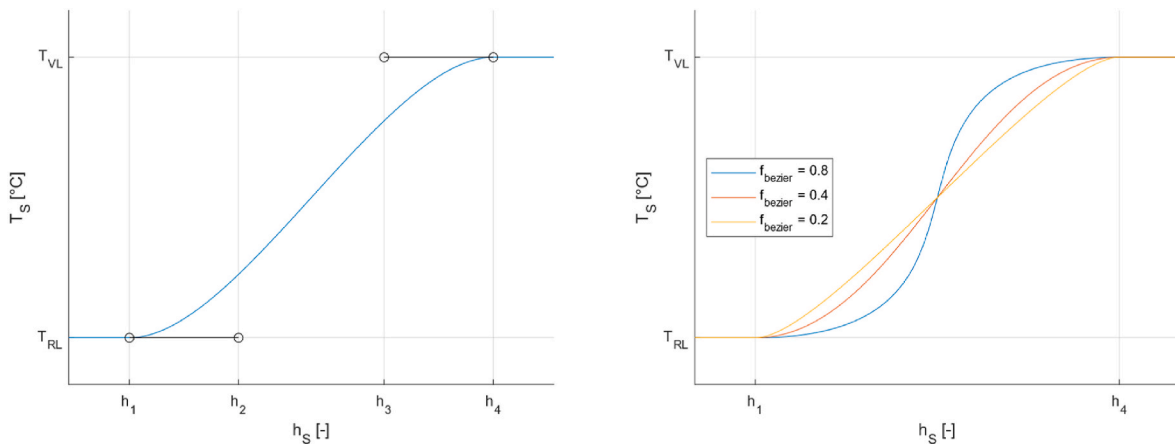 T_VL
T_S [°C]
T_RL
h_1
h_2
h_3
h_4
h_S [-]
T_VL
T_S [°C]
T_RL
f_bezier = 0.8
f_bezier = 0.4
f_bezier = 0.2
h_1
h_4
h_S [-]